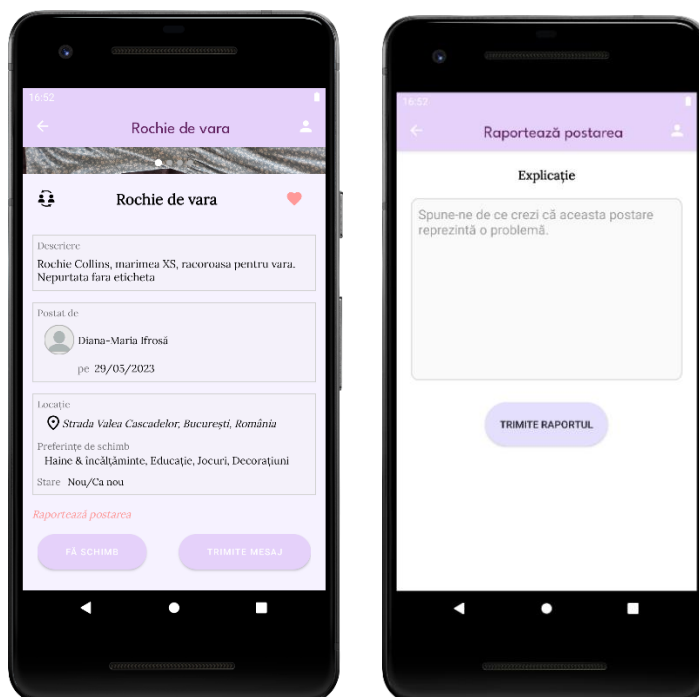 16:52
Rochie de vara
Rochie de vara
Descriere
Rochie Collins, marimea XS, racoroasa pentru vara.
Nepurtata fara eticheta
Postat de
Diana-Maria Ifrosă
pe 29/05/2023
Locație
Strada Valea Cascadelor, București, România
Preferințe de schimb
Haine & încălțăminte, Educație, Jocuri, Decorațiuni
Stare Nou/Ca nou
Raportează postarea
FĂ SCHIMB
TRIMITE MESAJ
16:52
Raportează postarea
Explicație
Spune-ne de ce crezi că aceasta postare
reprezintă o problemă.
TRIMITE RAPORTUL